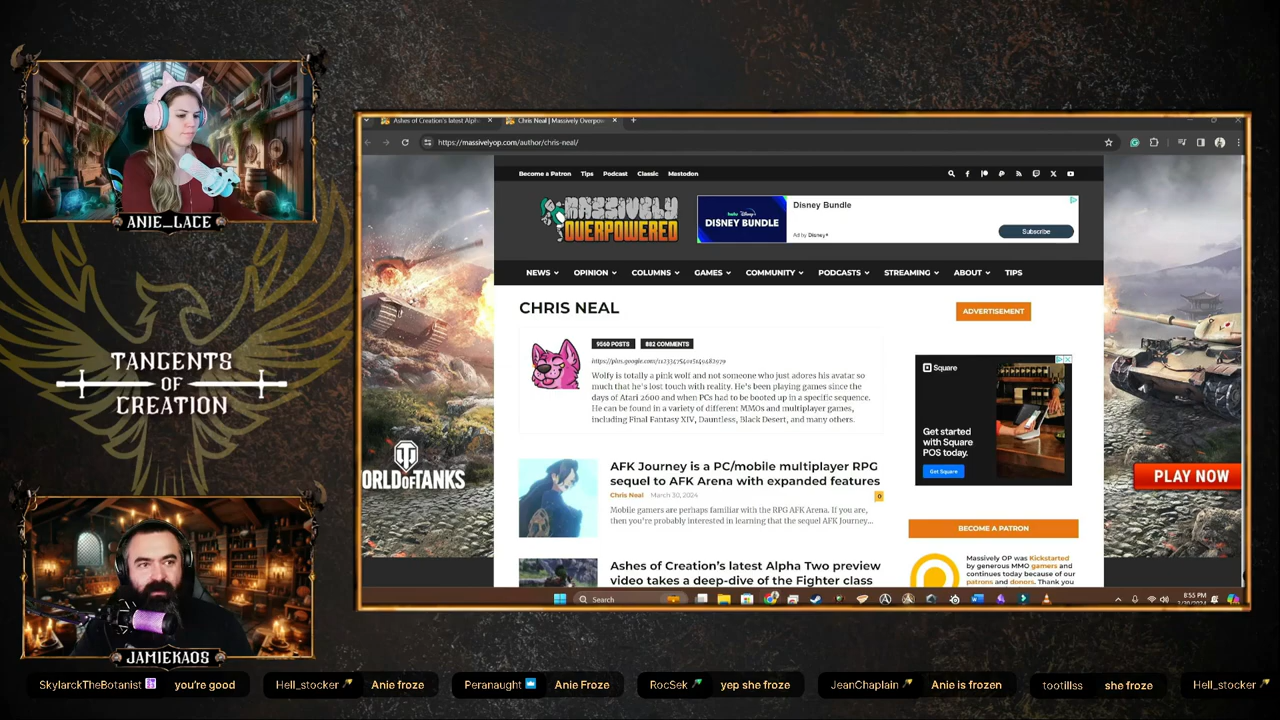 ANIE_LACE
TANGENTS
OF
CREATION
JAMIEKAOS
Ashes of Creation's latest Alph
Chris Neal | Massively Overpow
https://massivelyop.com/author/chris-neal/
Become a Patron Tips Podcast Classic Mastodon
MASSIVELY
OVERPOWERED
hulu Disney+
DISNEY BUNDLE
Disney Bundle
Ad by Disney+
Subscribe
NEWS OPINION COLUMNS GAMES COMMUNITY PODCASTS STREAMING ABOUT TIPS
CHRIS NEAL
9560 POSTS 882 COMMENTS
Wolfy is totally a pink wolf and not someone who just adores his avatar so
much that he's lost touch with reality. He's been playing games since the
days of Atari 2600 and when PCs had to be booted up in a specific sequence.
He can be found in a variety of different MMOs and multiplayer games,
including Final Fantasy XIV, Dauntless, Black Desert, and many others.
AFK Journey is a PC/mobile multiplayer RPG
sequel to AFK Arena with expanded features
Chris Neal March 30, 2024
0
Mobile gamers are perhaps familiar with the RPG AFK Arena. If you are,
then you're probably interested in learning that the sequel AFK Journey...
Ashes of Creation's latest Alpha Two preview
video takes a deep-dive of the Fighter class
ADVERTISEMENT
Square
Get started
with Square
POS today.
Get Square
BECOME A PATRON
Massively OP was Kickstarted
by generous MMO gamers and
continues today because of our
patrons and donors. Thank you
ORLD OF TANKS
PLAY NOW
Search
8:55 PM
SkylarckTheBotanist you're good
Hell_stocker Anie froze
Peranaught Anie Froze
RocSek yep she froze
JeanChaplain Anie is frozen
tootillss she froze
Hell_stocker